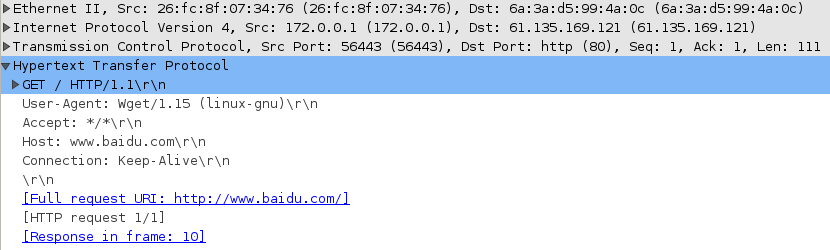 Ethernet II, Src: 26:fc:8f:07:34:76 (26:fc:8f:07:34:76), Dst: 6a:3a:d5:99:4a:0c (6a:3a:d5:99:4a:0c)
Internet Protocol Version 4, Src: 172.0.0.1 (172.0.0.1), Dst: 61.135.169.121 (61.135.169.121)
Transmission Control Protocol, Src Port: 56443 (56443), Dst Port: http (80), Seq: 1, Ack: 1, Len: 111
Hypertext Transfer Protocol
GET / HTTP/1.1\r\n
User-Agent: Wget/1.15 (linux-gnu)\r\n
Accept: */*\r\n
Host: www.baidu.com\r\n
Connection: Keep-Alive\r\n
\r\n
[Full request URI: http://www.baidu.com/]
[HTTP request 1/1]
[Response in frame: 10]